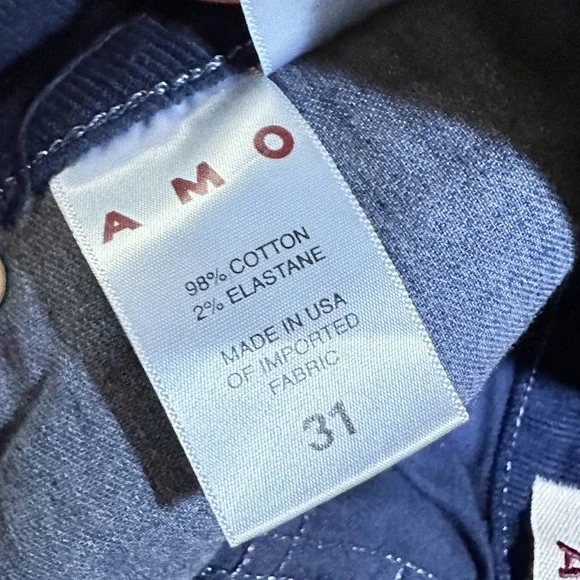 AMO
98% COTTON
2% ELASTANE
MADE IN USA
OF IMPORTED
FABRIC
31
A